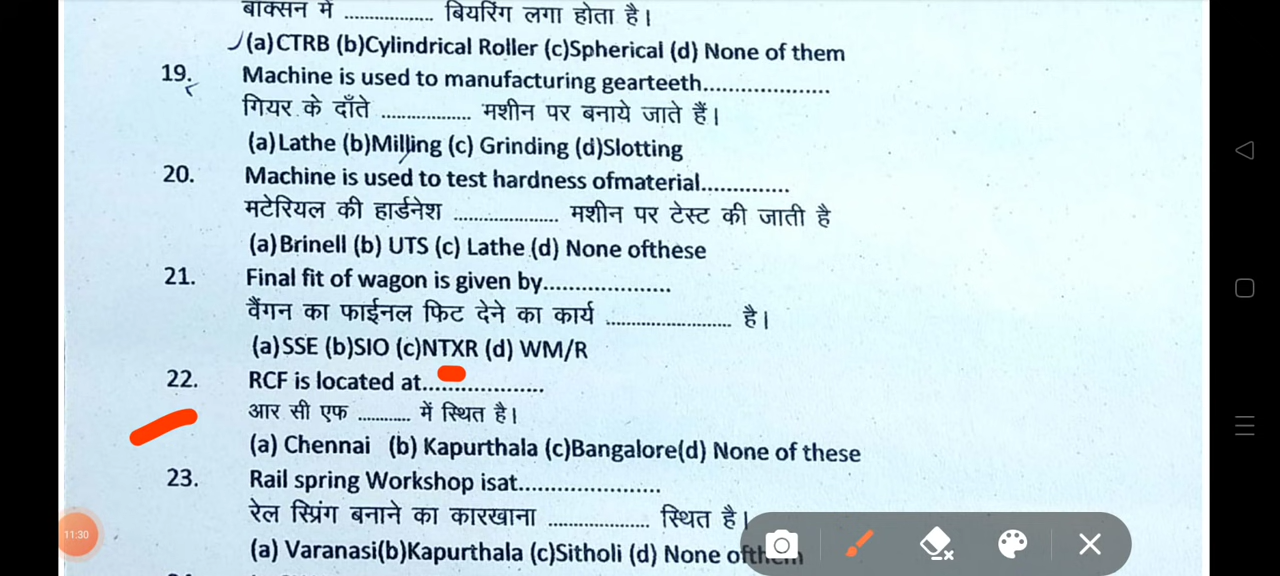 बाक्सन में ................ बियरिंग लगा होता है।
(a)CTRB (b)Cylindrical Roller (c)Spherical (d) None of them
19. Machine is used to manufacturing gearteeth.....................
गियर के दाँते .................. मशीन पर बनाये जाते हैं।
(a)Lathe (b)Milling (c) Grinding (d)Slotting
20. Machine is used to test hardness ofmaterial..............
मटेरियल की हार्डनेश ..................... मशीन पर टेस्ट की जाती है
(a)Brinell (b) UTS (c) Lathe (d) None ofthese
21. Final fit of wagon is given by....................
वैंगन का फाईनल फिट देने का कार्य ......................... है।
(a)SSE (b)SIO (c)NTXR (d) WM/R
22. RCF is located at...................
आर सी एफ ............ में स्थित है।
(a) Chennai (b) Kapurthala (c)Bangalore(d) None of these
23. Rail spring Workshop isat......................
रेल स्प्रिंग बनाने का कारखाना .................... स्थित है।
(a) Varanasi(b)Kapurthala (c)Sitholi (d) None ofthem
11:30